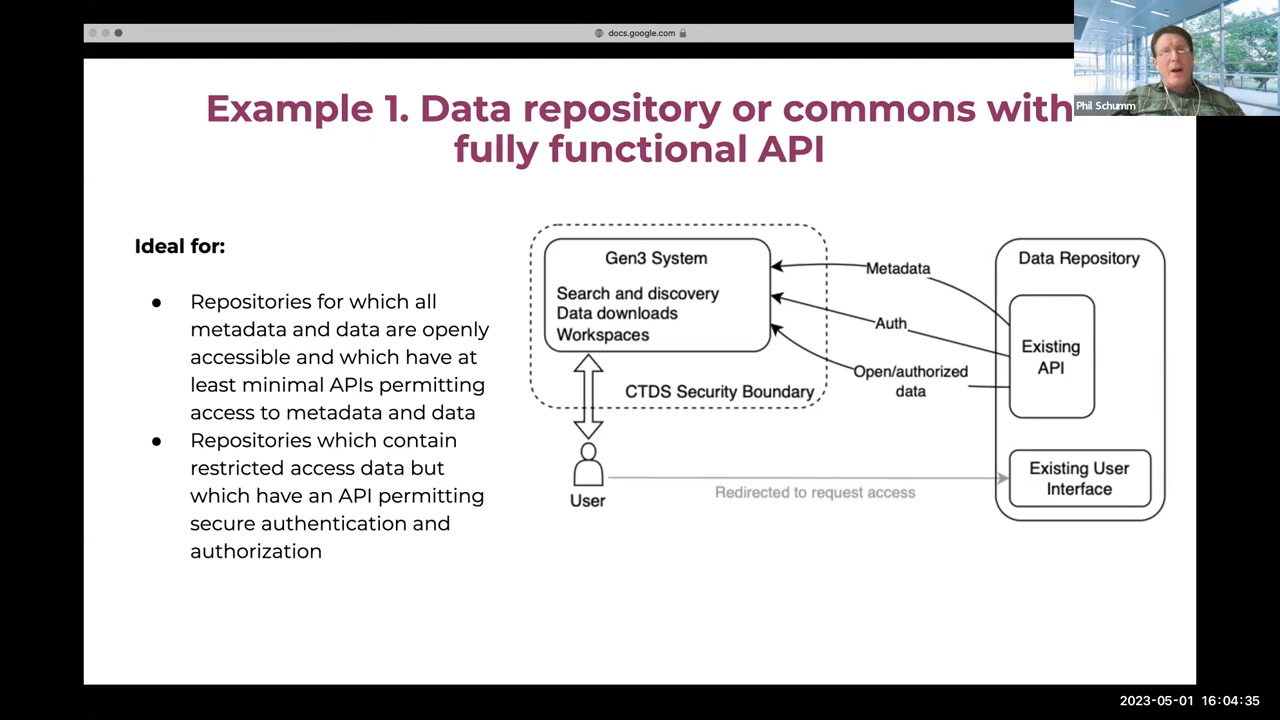 docs.google.com
Phil Schumm
Example 1. Data repository or commons with
fully functional API
Ideal for:
● Repositories for which all
metadata and data are openly
accessible and which have at
least minimal APIs permitting
access to metadata and data
● Repositories which contain
restricted access data but
which have an API permitting
secure authentication and
authorization
Gen3 System
Search and discovery
Data downloads
Workspaces
CTDS Security Boundary
User
Metadata
Auth
Open/authorized
data
Redirected to request access
Data Repository
Existing
API
Existing User
Interface
2023-05-01 16:04:35